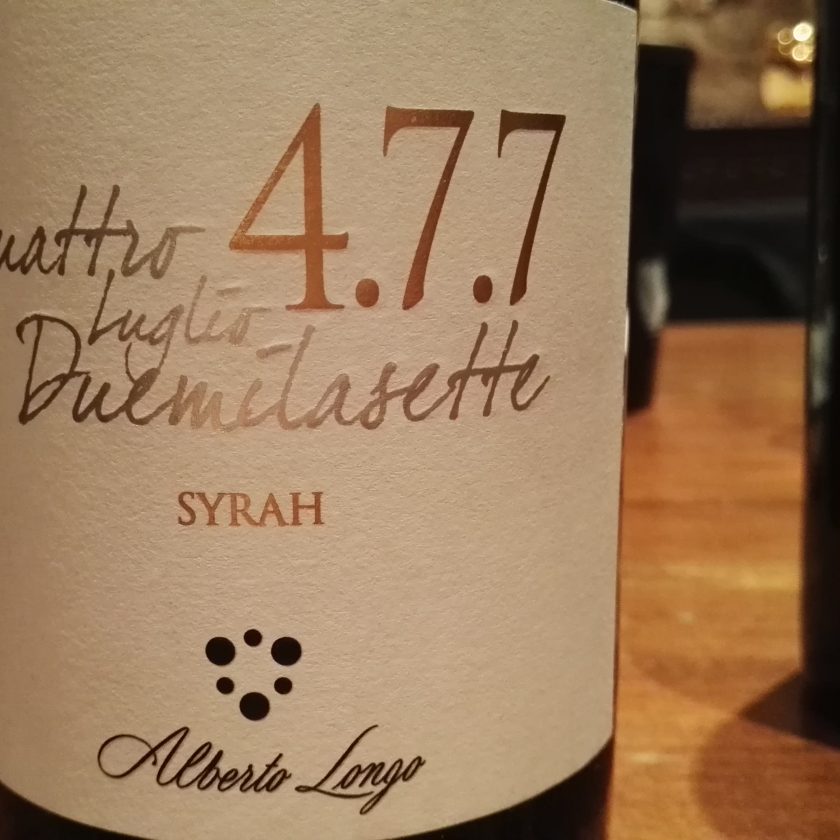 4.7.7
uattro
Luglio
Duemilasette
SYRAH
Alberto Longo